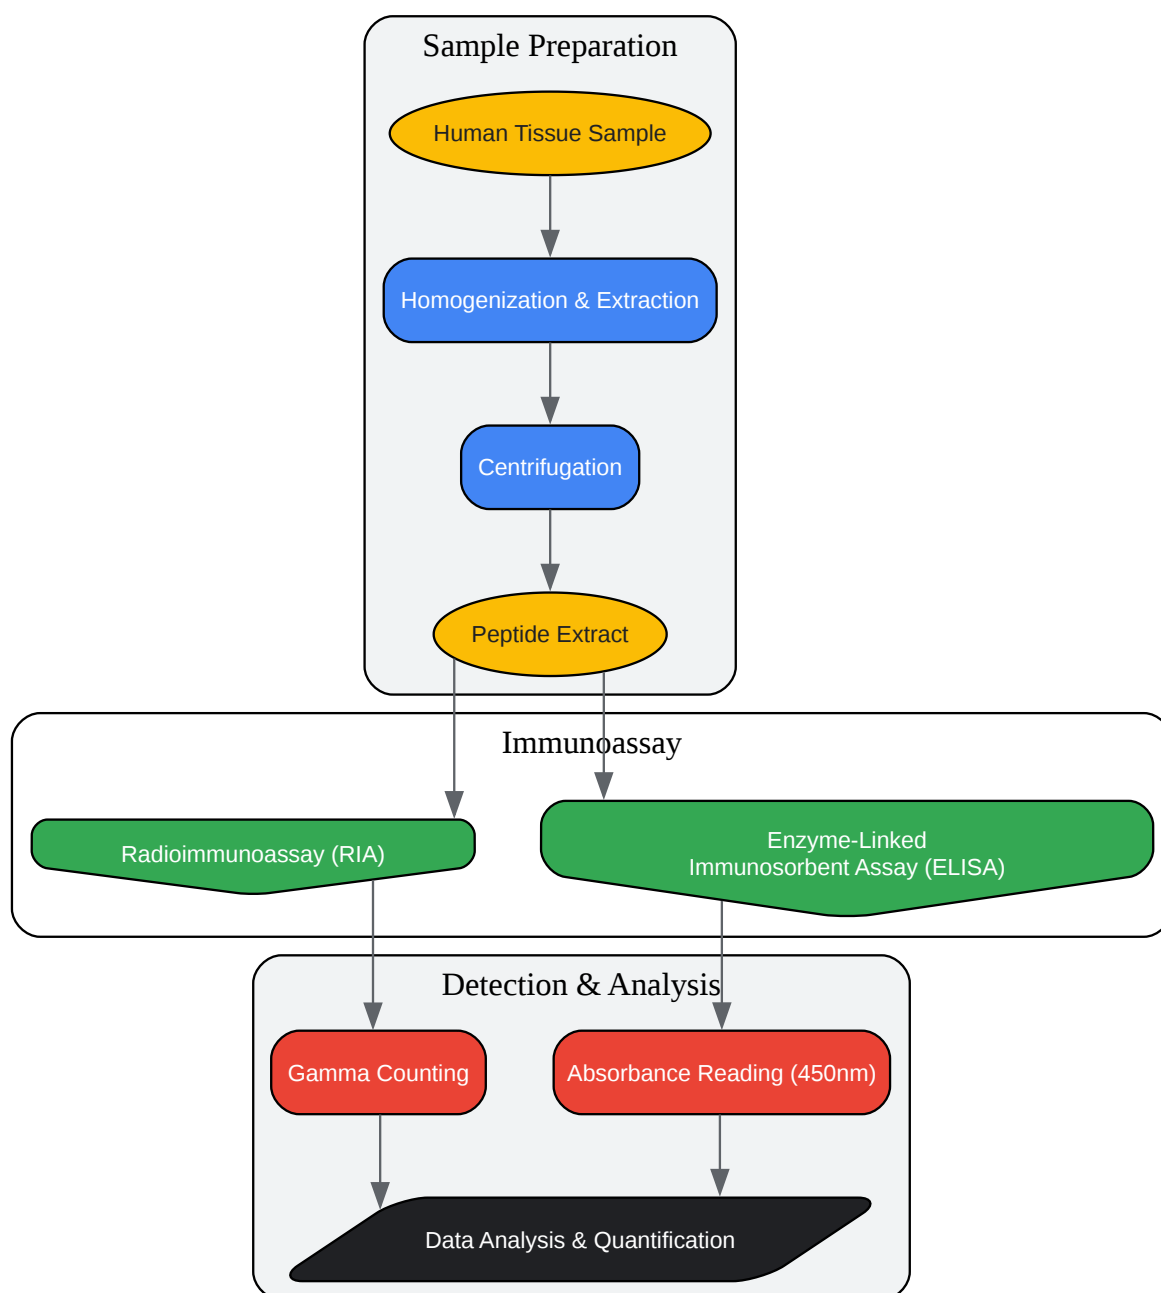 Sample Preparation
Human Tissue Sample
Homogenization & Extraction
Centrifugation
Peptide Extract
Immunoassay
Radioimmunoassay (RIA)
Enzyme-Linked
Immunosorbent Assay (ELISA)
Detection & Analysis
Gamma Counting
Absorbance Reading (450nm)
Data Analysis & Quantification